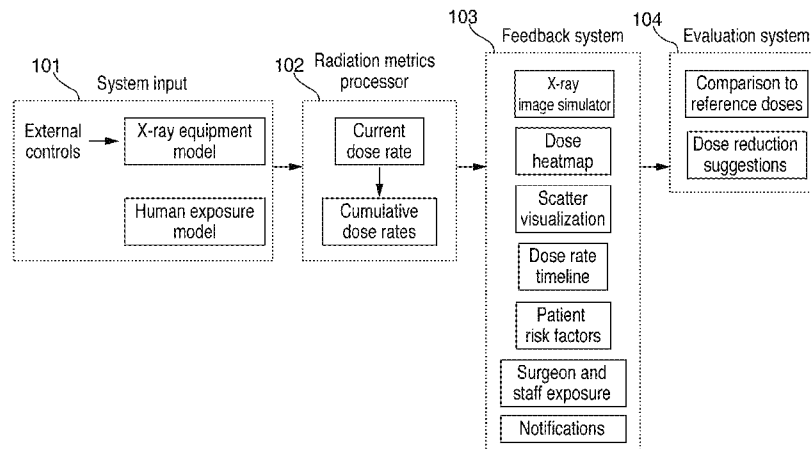 101
System input
External
controls
X-ray equipment
model
Human exposure
model
102
Radiation metrics
processor
Current
dose rate
Cumulative
dose rates
103
Feedback system
X-ray
image simulator
Dose
heatmap
Scatter
visualization
Dose rate
timeline
Patient
risk factors
Surgeon and
staff exposure
Notifications
104
Evaluation system
Comparison to
reference doses
Dose reduction
suggestions